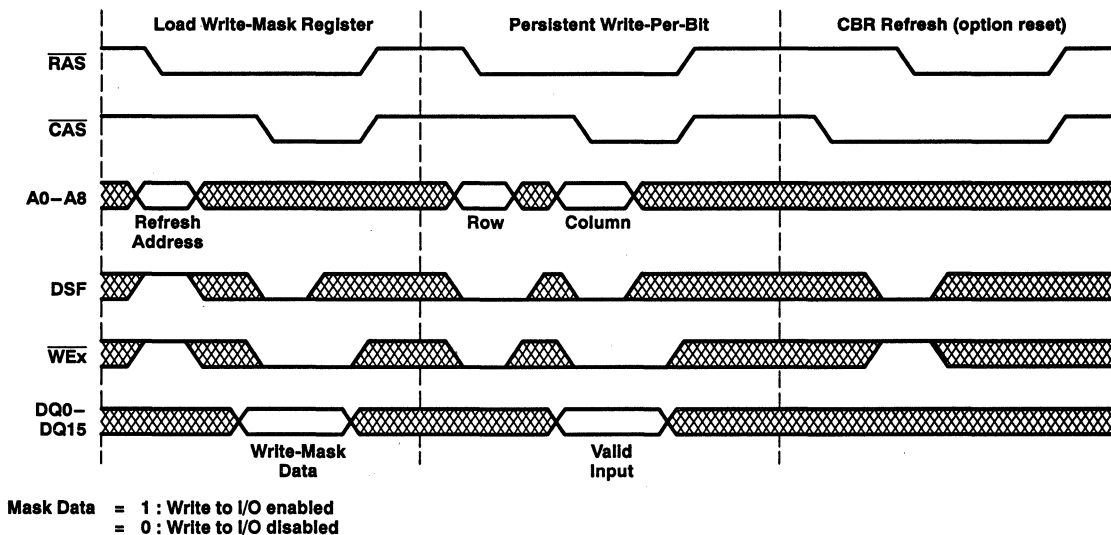 Load Write-Mask Register
Persistent Write-Per-Bit
CBR Refresh (option reset)
RAS
CAS
A0–A8
Refresh
Address
Row
Column
DSF
WEx
DQ0–
DQ15
Write-Mask
Data
Valid
Input
Mask Data = 1 : Write to I/O enabled
= 0 : Write to I/O disabled